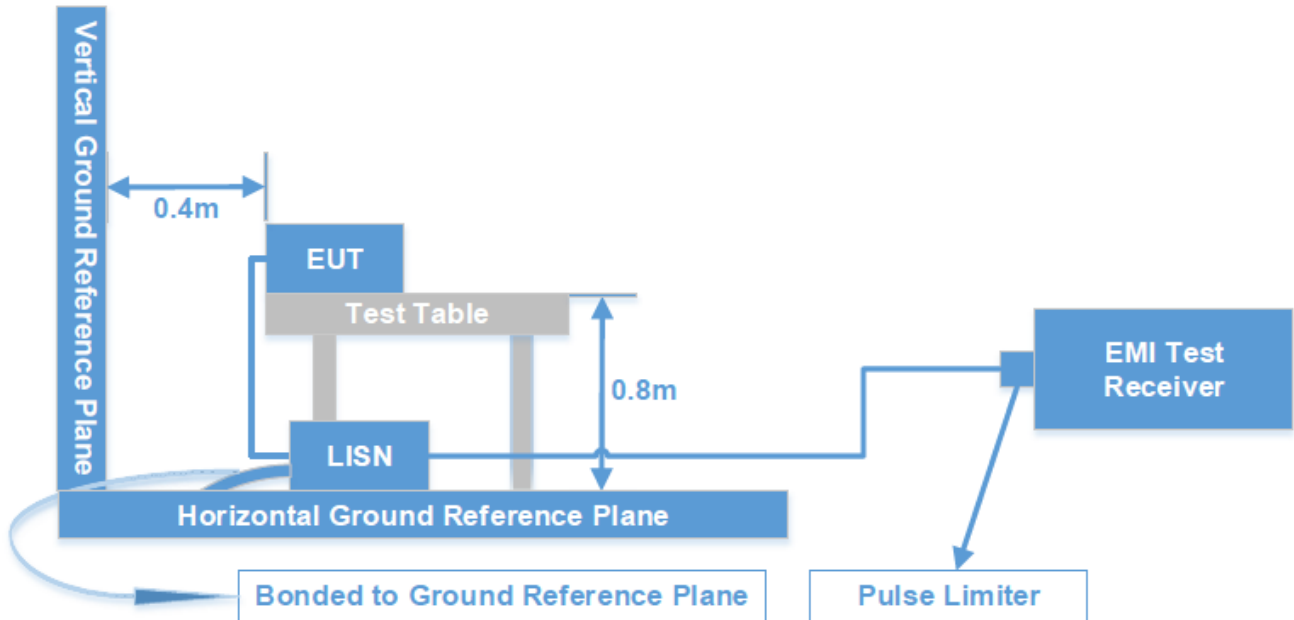 Vertical Ground Reference Plane
0.4m
EUT
Test Table
EMI Test
Receiver
0.8m
LISN
Horizontal Ground Reference Plane
Bonded to Ground Reference Plane
Pulse Limiter